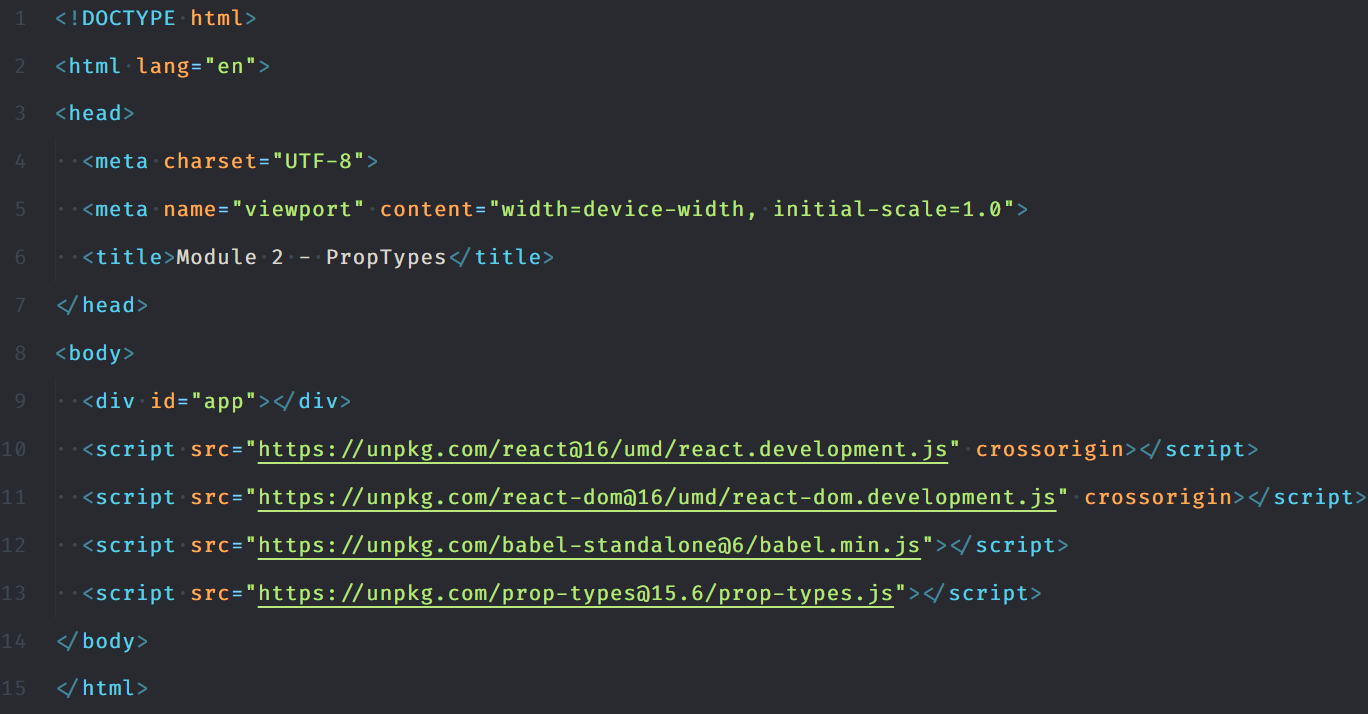 1 <!DOCTYPE html>
2 <html lang="en">
3 <head>
4   <meta charset="UTF-8">
5   <meta name="viewport" content="width=device-width, initial-scale=1.0">
6   <title>Module 2 - PropTypes</title>
7 </head>
8 <body>
9   <div id="app"></div>
10   <script src="https://unpkg.com/react@16/umd/react.development.js" crossorigin></script>
11   <script src="https://unpkg.com/react-dom@16/umd/react-dom.development.js" crossorigin></script>
12   <script src="https://unpkg.com/babel-standalone@6/babel.min.js"></script>
13   <script src="https://unpkg.com/prop-types@15.6/prop-types.js"></script>
14 </body>
15 </html>